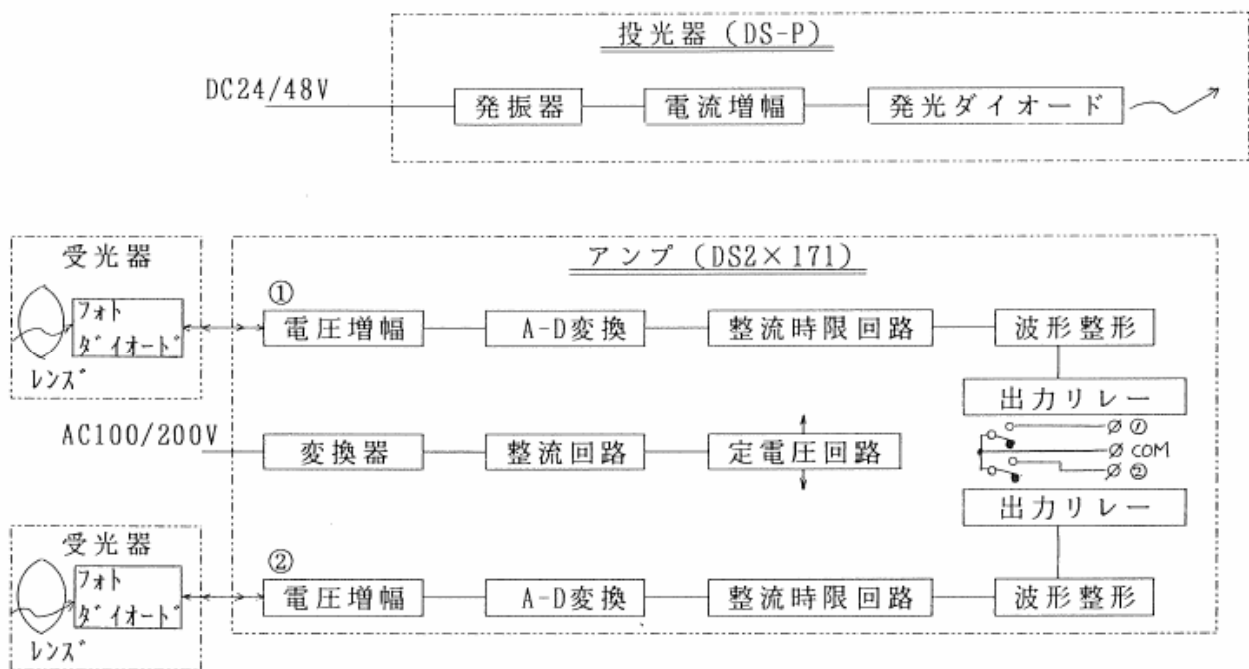 投光器(DS-P)
DC24/48V
発振器
電流増幅
発光ダイオード
受光器
アンプ(DS2×171)
フォト
ダイオード
レンズ
①
電圧増幅
A-D変換
整流時限回路
波形整形
出力リレー
AC100/200V
変換器
整流回路
定電圧回路
①
COM
②
出力リレー
受光器
フォト
ダイオード
レンズ
②
電圧増幅
A-D変換
整流時限回路
波形整形